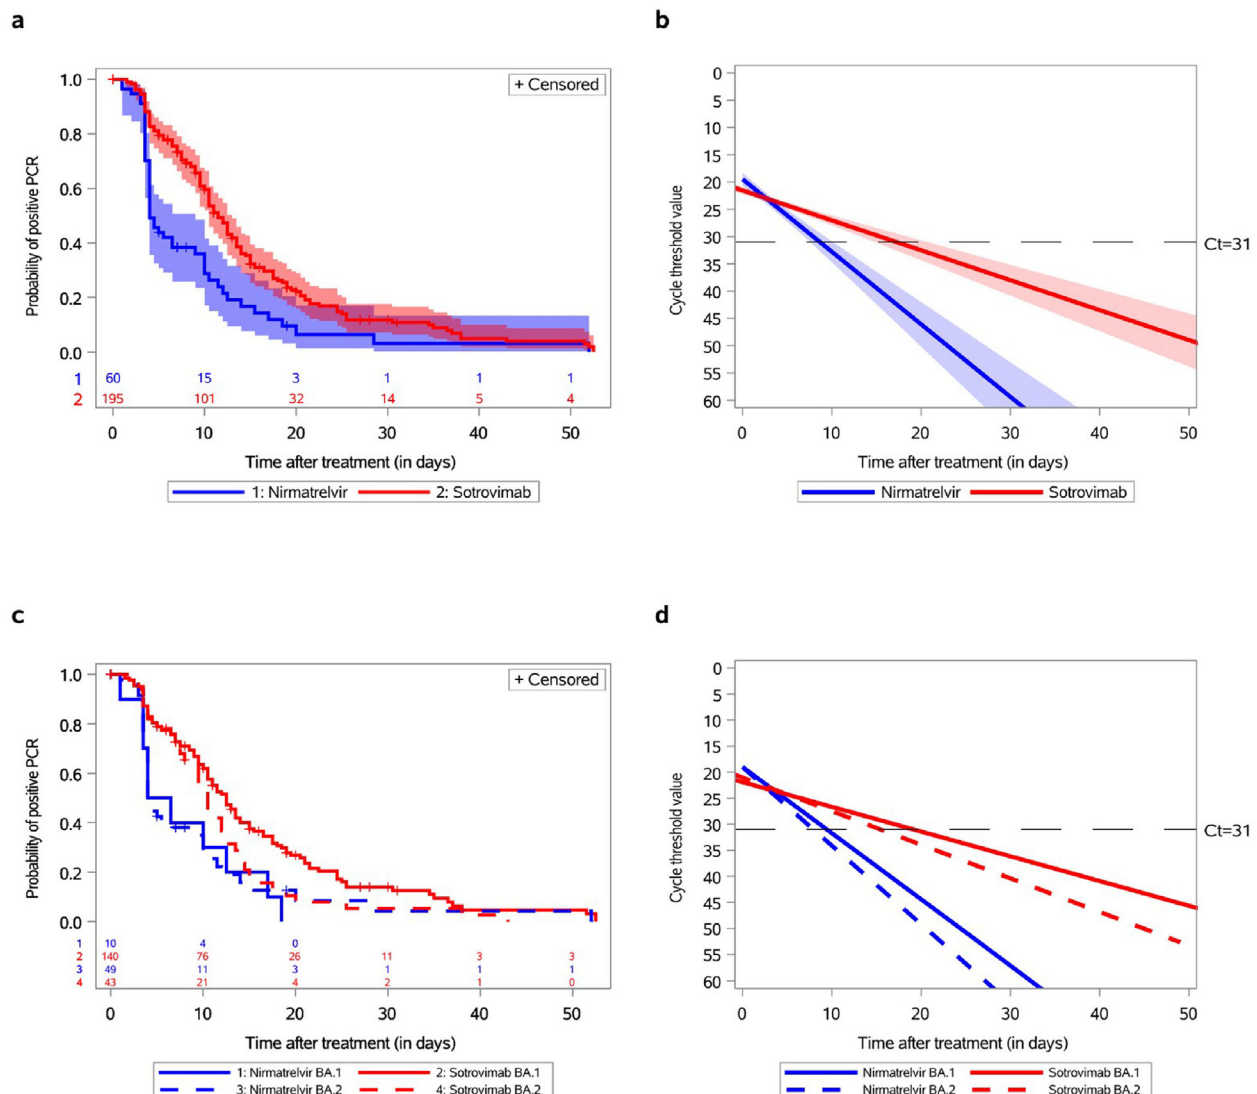 a
b
+ Censored
Probability of positive PCR
1.0
0.8
0.6
0.4
0.2
0.0
1 60 15 3 1 1 1
2 195 101 32 14 5 4
0 10 20 30 40 50
Time after treatment (in days)
1: Nirmatrelvir 2: Sotrovimab
Cycle threshold value
0
5
10
15
20
25
30
35
40
45
50
55
60
Ct=31
0 10 20 30 40 50
Time after treatment (in days)
Nirmatrelvir Sotrovimab
c
d
+ Censored
Probability of positive PCR
1.0
0.8
0.6
0.4
0.2
0.0
1 10 4 0
2 140 76 26 11 3 3
3 49 11 3 1 1 1
4 43 21 4 2 1 0
0 10 20 30 40 50
Time after treatment (in days)
1: Nirmatrelvir BA.1 2: Sotrovimab BA.1
3: Nirmatrelvir BA.2 4: Sotrovimab BA.2
Cycle threshold value
0
5
10
15
20
25
30
35
40
45
50
55
60
Ct=31
0 10 20 30 40 50
Time after treatment (in days)
Nirmatrelvir BA.1 Sotrovimab BA.1
Nirmatrelvir BA.2 Sotrovimab BA.2